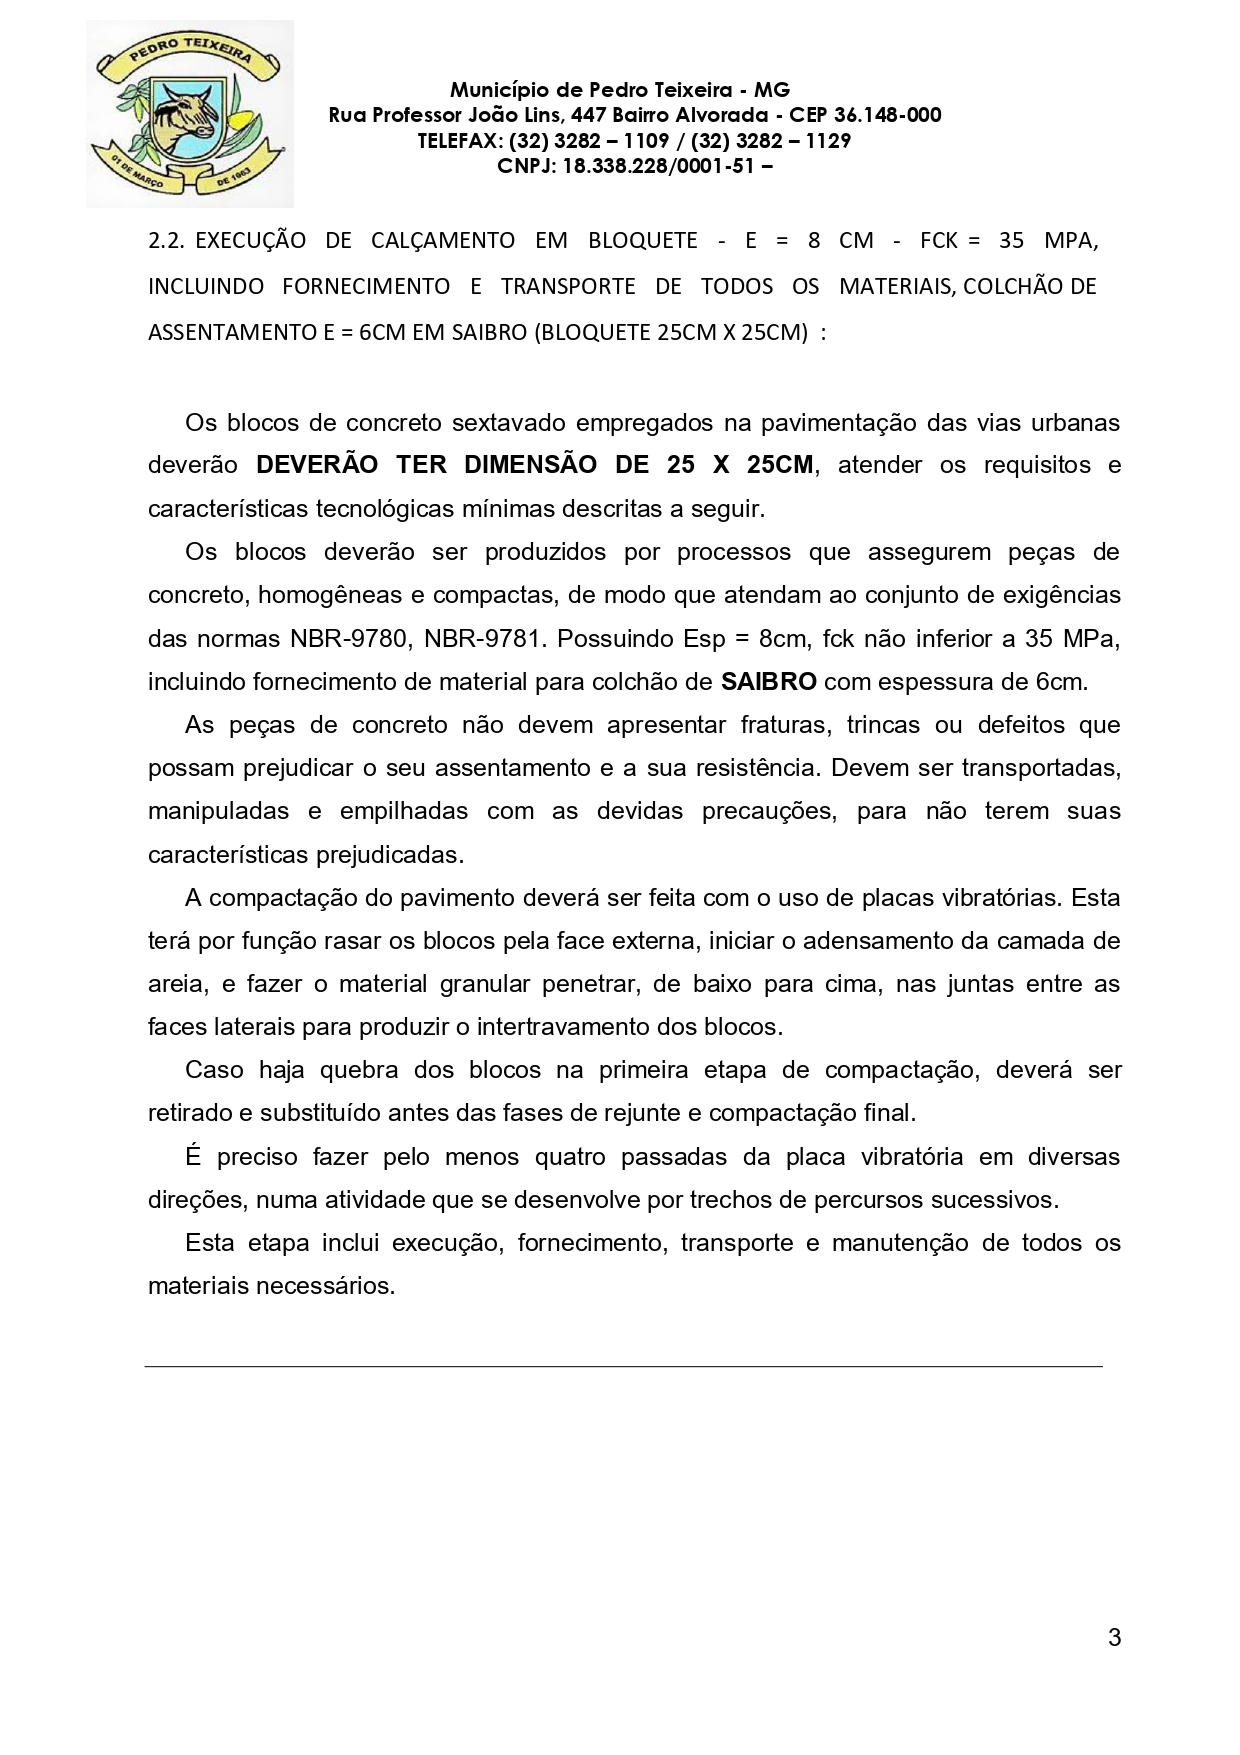 PEDRO TEIXEIRA
01 DE MARÇO DE 1963
Município de Pedro Teixeira - MG
Rua Professor João Lins, 447 Bairro Alvorada - CEP 36.148-000
TELEFAX: (32) 3282 – 1109 / (32) 3282 – 1129
CNPJ: 18.338.228/0001-51 –
2.2. EXECUÇÃO DE CALÇAMENTO EM BLOQUETE - E = 8 CM - FCK = 35 MPA,
INCLUINDO FORNECIMENTO E TRANSPORTE DE TODOS OS MATERIAIS, COLCHÃO DE
ASSENTAMENTO E = 6CM EM SAIBRO (BLOQUETE 25CM X 25CM) :
Os blocos de concreto sextavado empregados na pavimentação das vias urbanas
deverão DEVERÃO TER DIMENSÃO DE 25 X 25CM, atender os requisitos e
características tecnológicas mínimas descritas a seguir.
Os blocos deverão ser produzidos por processos que assegurem peças de
concreto, homogêneas e compactas, de modo que atendam ao conjunto de exigências
das normas NBR-9780, NBR-9781. Possuindo Esp = 8cm, fck não inferior a 35 MPa,
incluindo fornecimento de material para colchão de SAIBRO com espessura de 6cm.
As peças de concreto não devem apresentar fraturas, trincas ou defeitos que
possam prejudicar o seu assentamento e a sua resistência. Devem ser transportadas,
manipuladas e empilhadas com as devidas precauções, para não terem suas
características prejudicadas.
A compactação do pavimento deverá ser feita com o uso de placas vibratórias. Esta
terá por função rasar os blocos pela face externa, iniciar o adensamento da camada de
areia, e fazer o material granular penetrar, de baixo para cima, nas juntas entre as
faces laterais para produzir o intertravamento dos blocos.
Caso haja quebra dos blocos na primeira etapa de compactação, deverá ser
retirado e substituído antes das fases de rejunte e compactação final.
É preciso fazer pelo menos quatro passadas da placa vibratória em diversas
direções, numa atividade que se desenvolve por trechos de percursos sucessivos.
Esta etapa inclui execução, fornecimento, transporte e manutenção de todos os
materiais necessários.
3